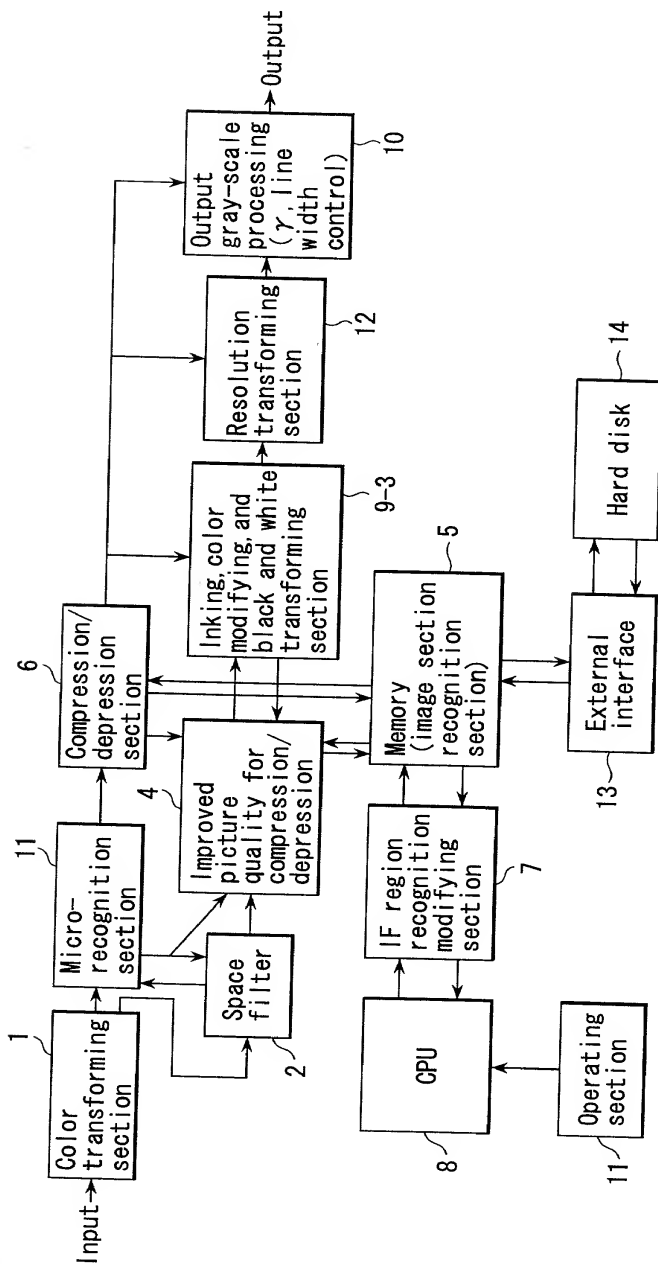 Input
1
Color
transforming
section
11
Micro-
recognition
section
6
Compression/
depression
section
Space
filter
2
4
Improved
picture
quality for
compression/
depression
Inking, color
modifying, and
black and white
transforming
section
9-3
Resolution
transforming
section
12
Output
gray-scale
processing
(γ, line
width
control)
10
Output
CPU
8
Operating
section
11
IF region
recognition
modifying
section
7
Memory
(image section
recognition
section)
5
External
interface
13
Hard disk
14